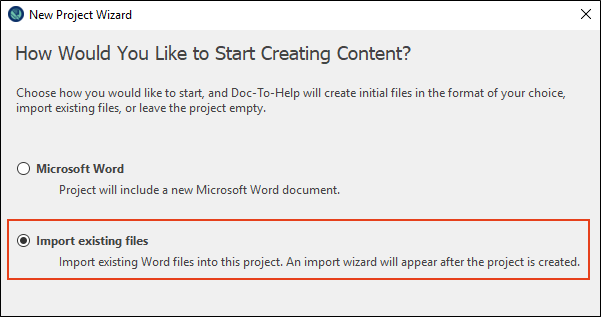 New Project Wizard
How Would You Like to Start Creating Content?
Choose how you would like to start, and Doc-To-Help will create initial files in the format of your choice,
import existing files, or leave the project empty.
Microsoft Word
Project will include a new Microsoft Word document.
Import existing files
Import existing Word files into this project. An import wizard will appear after the project is created.